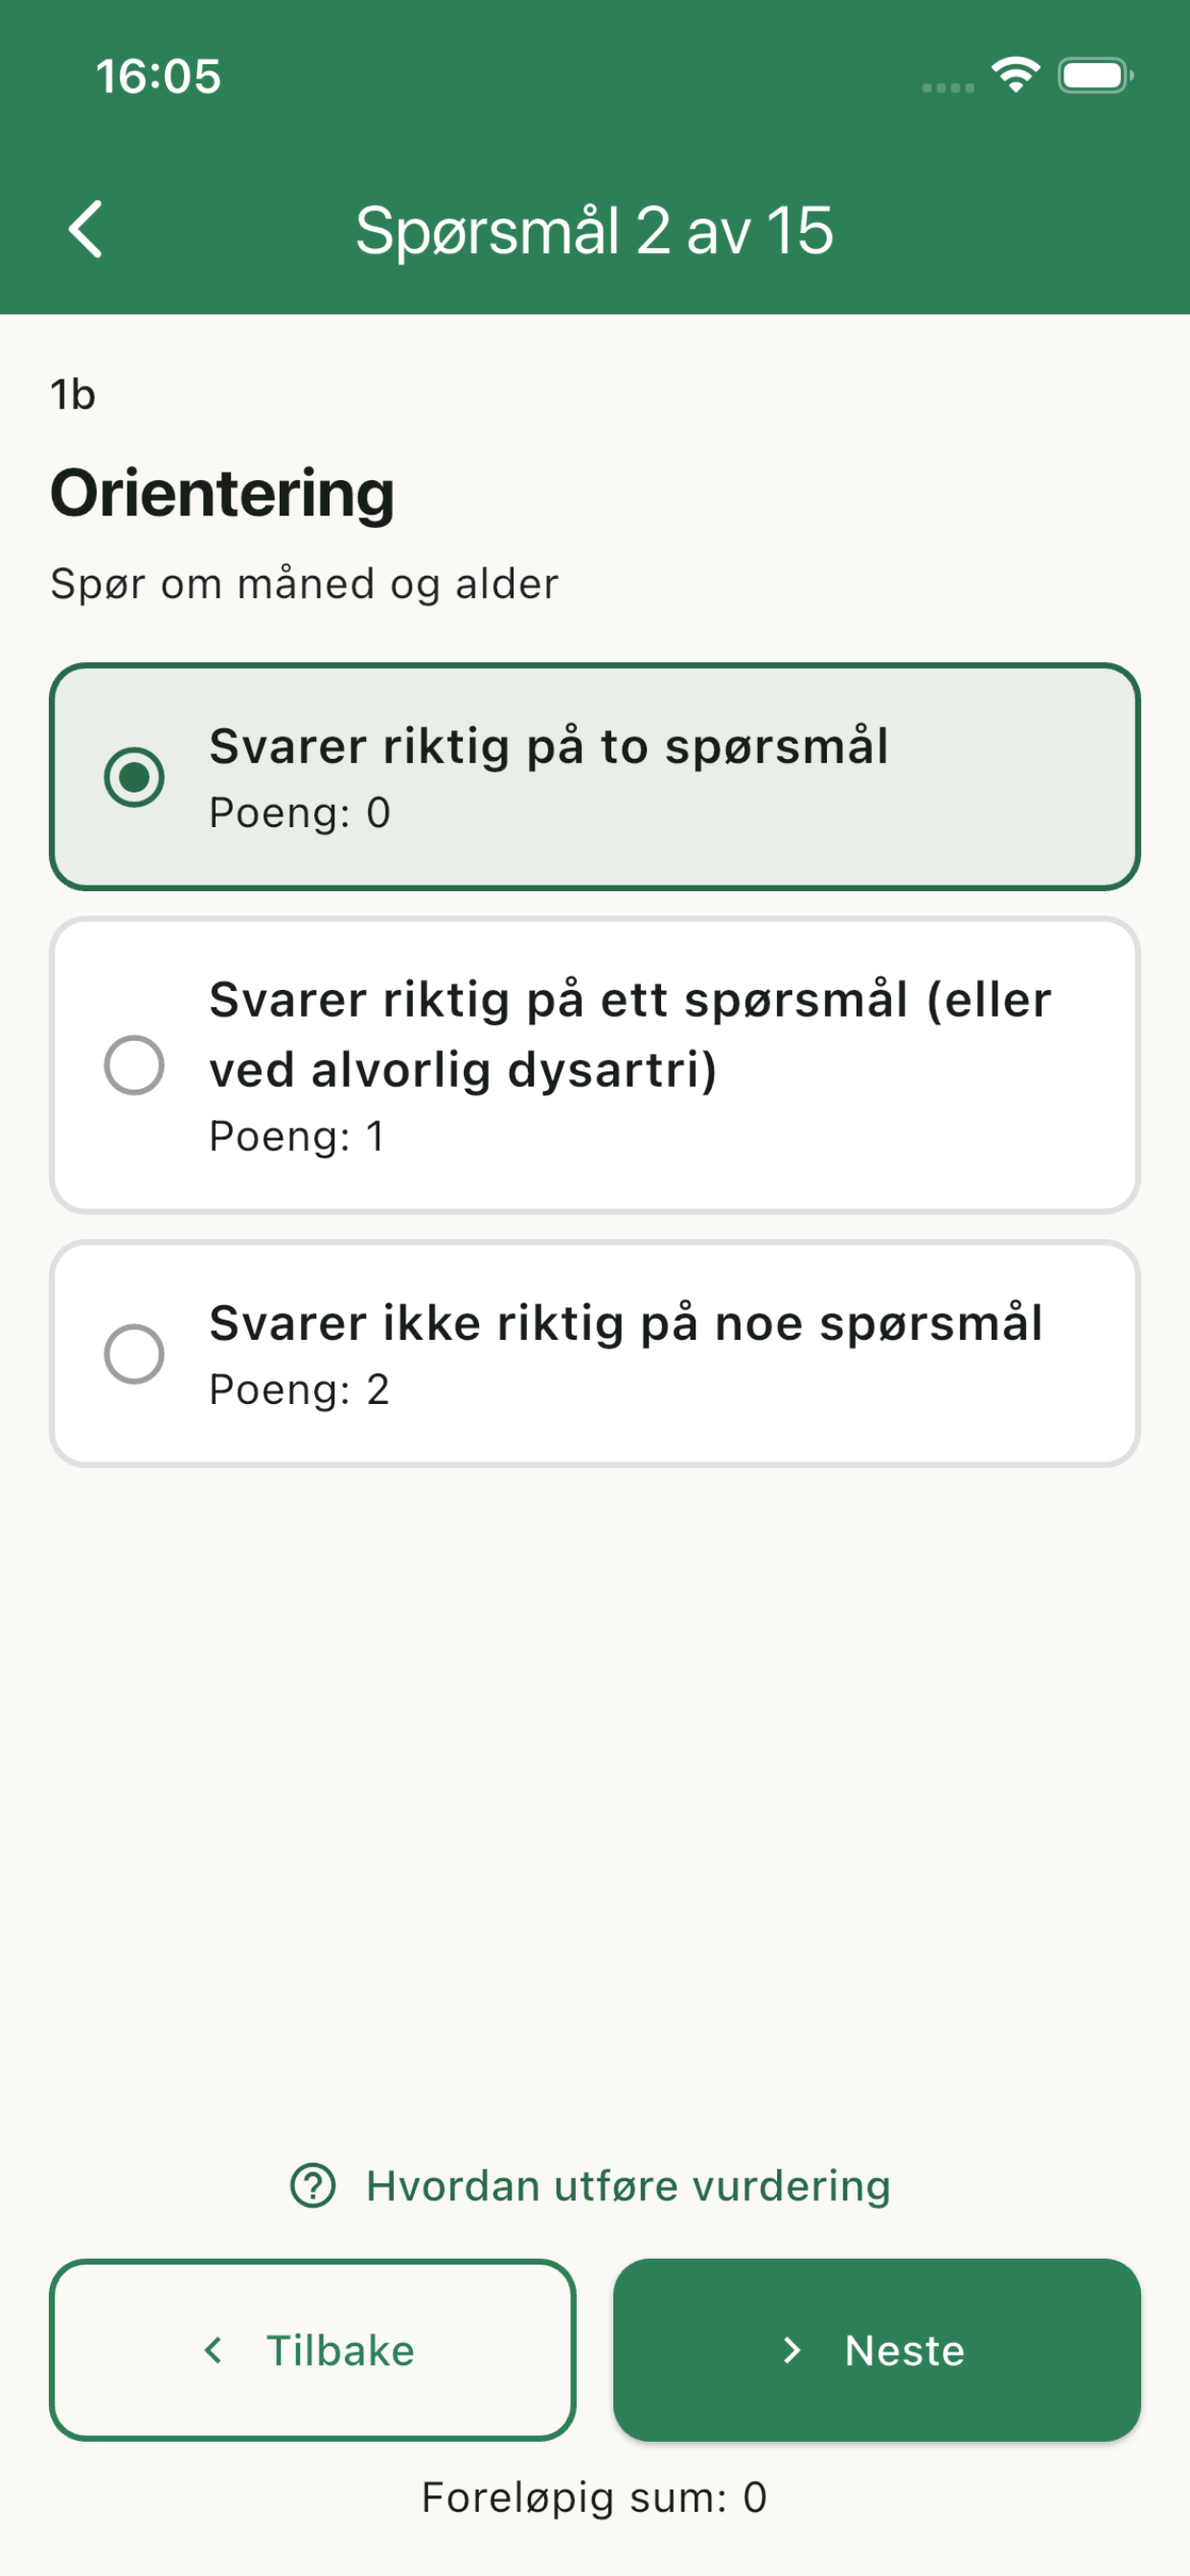 16:05
Spørsmål 2 av 15
1b
Orientering
Spør om måned og alder
Svarer riktig på to spørsmål
Poeng: 0
Svarer riktig på ett spørsmål (eller
ved alvorlig dysartri)
Poeng: 1
Svarer ikke riktig på noe spørsmål
Poeng: 2
Hvordan utføre vurdering
Tilbake
Neste
Foreløpig sum: 0